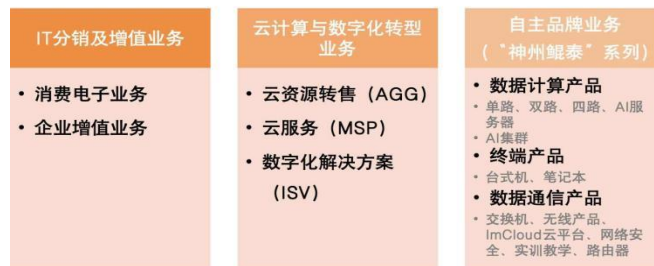 IT分销及增值业务
• 消费电子业务
• 企业增值业务
云计算与数字化转型
业务
• 云资源转售（AGG）
• 云服务（MSP）
• 数字化解决方案
（ISV）
自主品牌业务
（“神州鲲泰”系列）
• 数据计算产品
• 单路、双路、四路、AI服
务器
• AI集群
• 终端产品
• 台式机、笔记本
• 数据通信产品
• 交换机、无线产品、
ImCloud云平台、网络安
全、实训教学、路由器